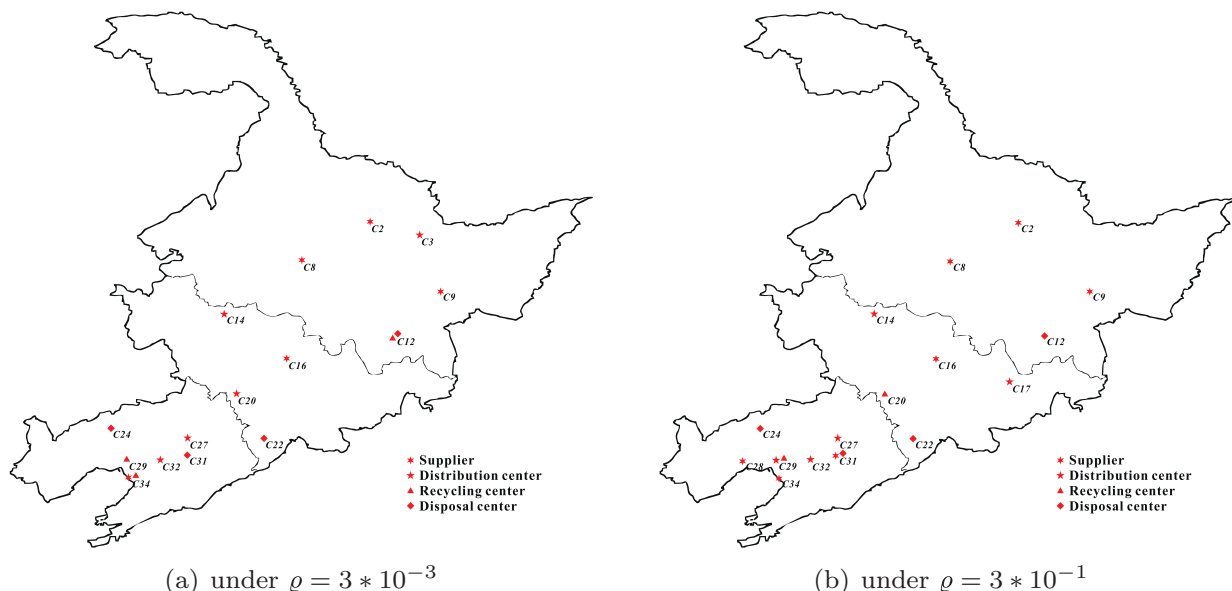 C2
C3
C8
C9
C14
C12
C16
C20
C24
C27
C22
C29
C32
C31
C34
Supplier
Distribution center
Recycling center
Disposal center
(a) under ϱ = 3 * 10⁻³
C2
C8
C9
C14
C12
C16
C17
C20
C24
C27
C22
C28
C29
C32
C31
C34
Supplier
Distribution center
Recycling center
Disposal center
(b) under ϱ = 3 * 10⁻¹